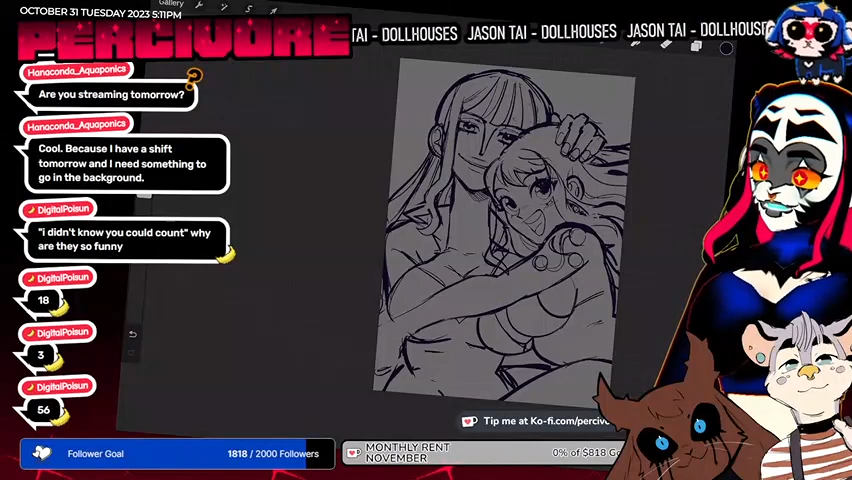 Gallery
OCTOBER 31 TUESDAY 2023 5:11PM
PERCIVORE
TAI - DOLLHOUSES JASON TAI - DOLLHOUSES JASON TAI - DOLLHOUSES
Hanaconda_Aquaponics
Are you streaming tomorrow?
Hanaconda_Aquaponics
Cool. Because I have a shift
tomorrow and I need something to
go in the background.
DigitalPoisun
"i didn't know you could count" why
are they so funny
DigitalPoisun
18
DigitalPoisun
3
DigitalPoisun
56
Tip me at Ko-fi.com/percivo
Follower Goal 1818 / 2000 Followers
MONTHLY RENT
NOVEMBER
0% of $818 Go